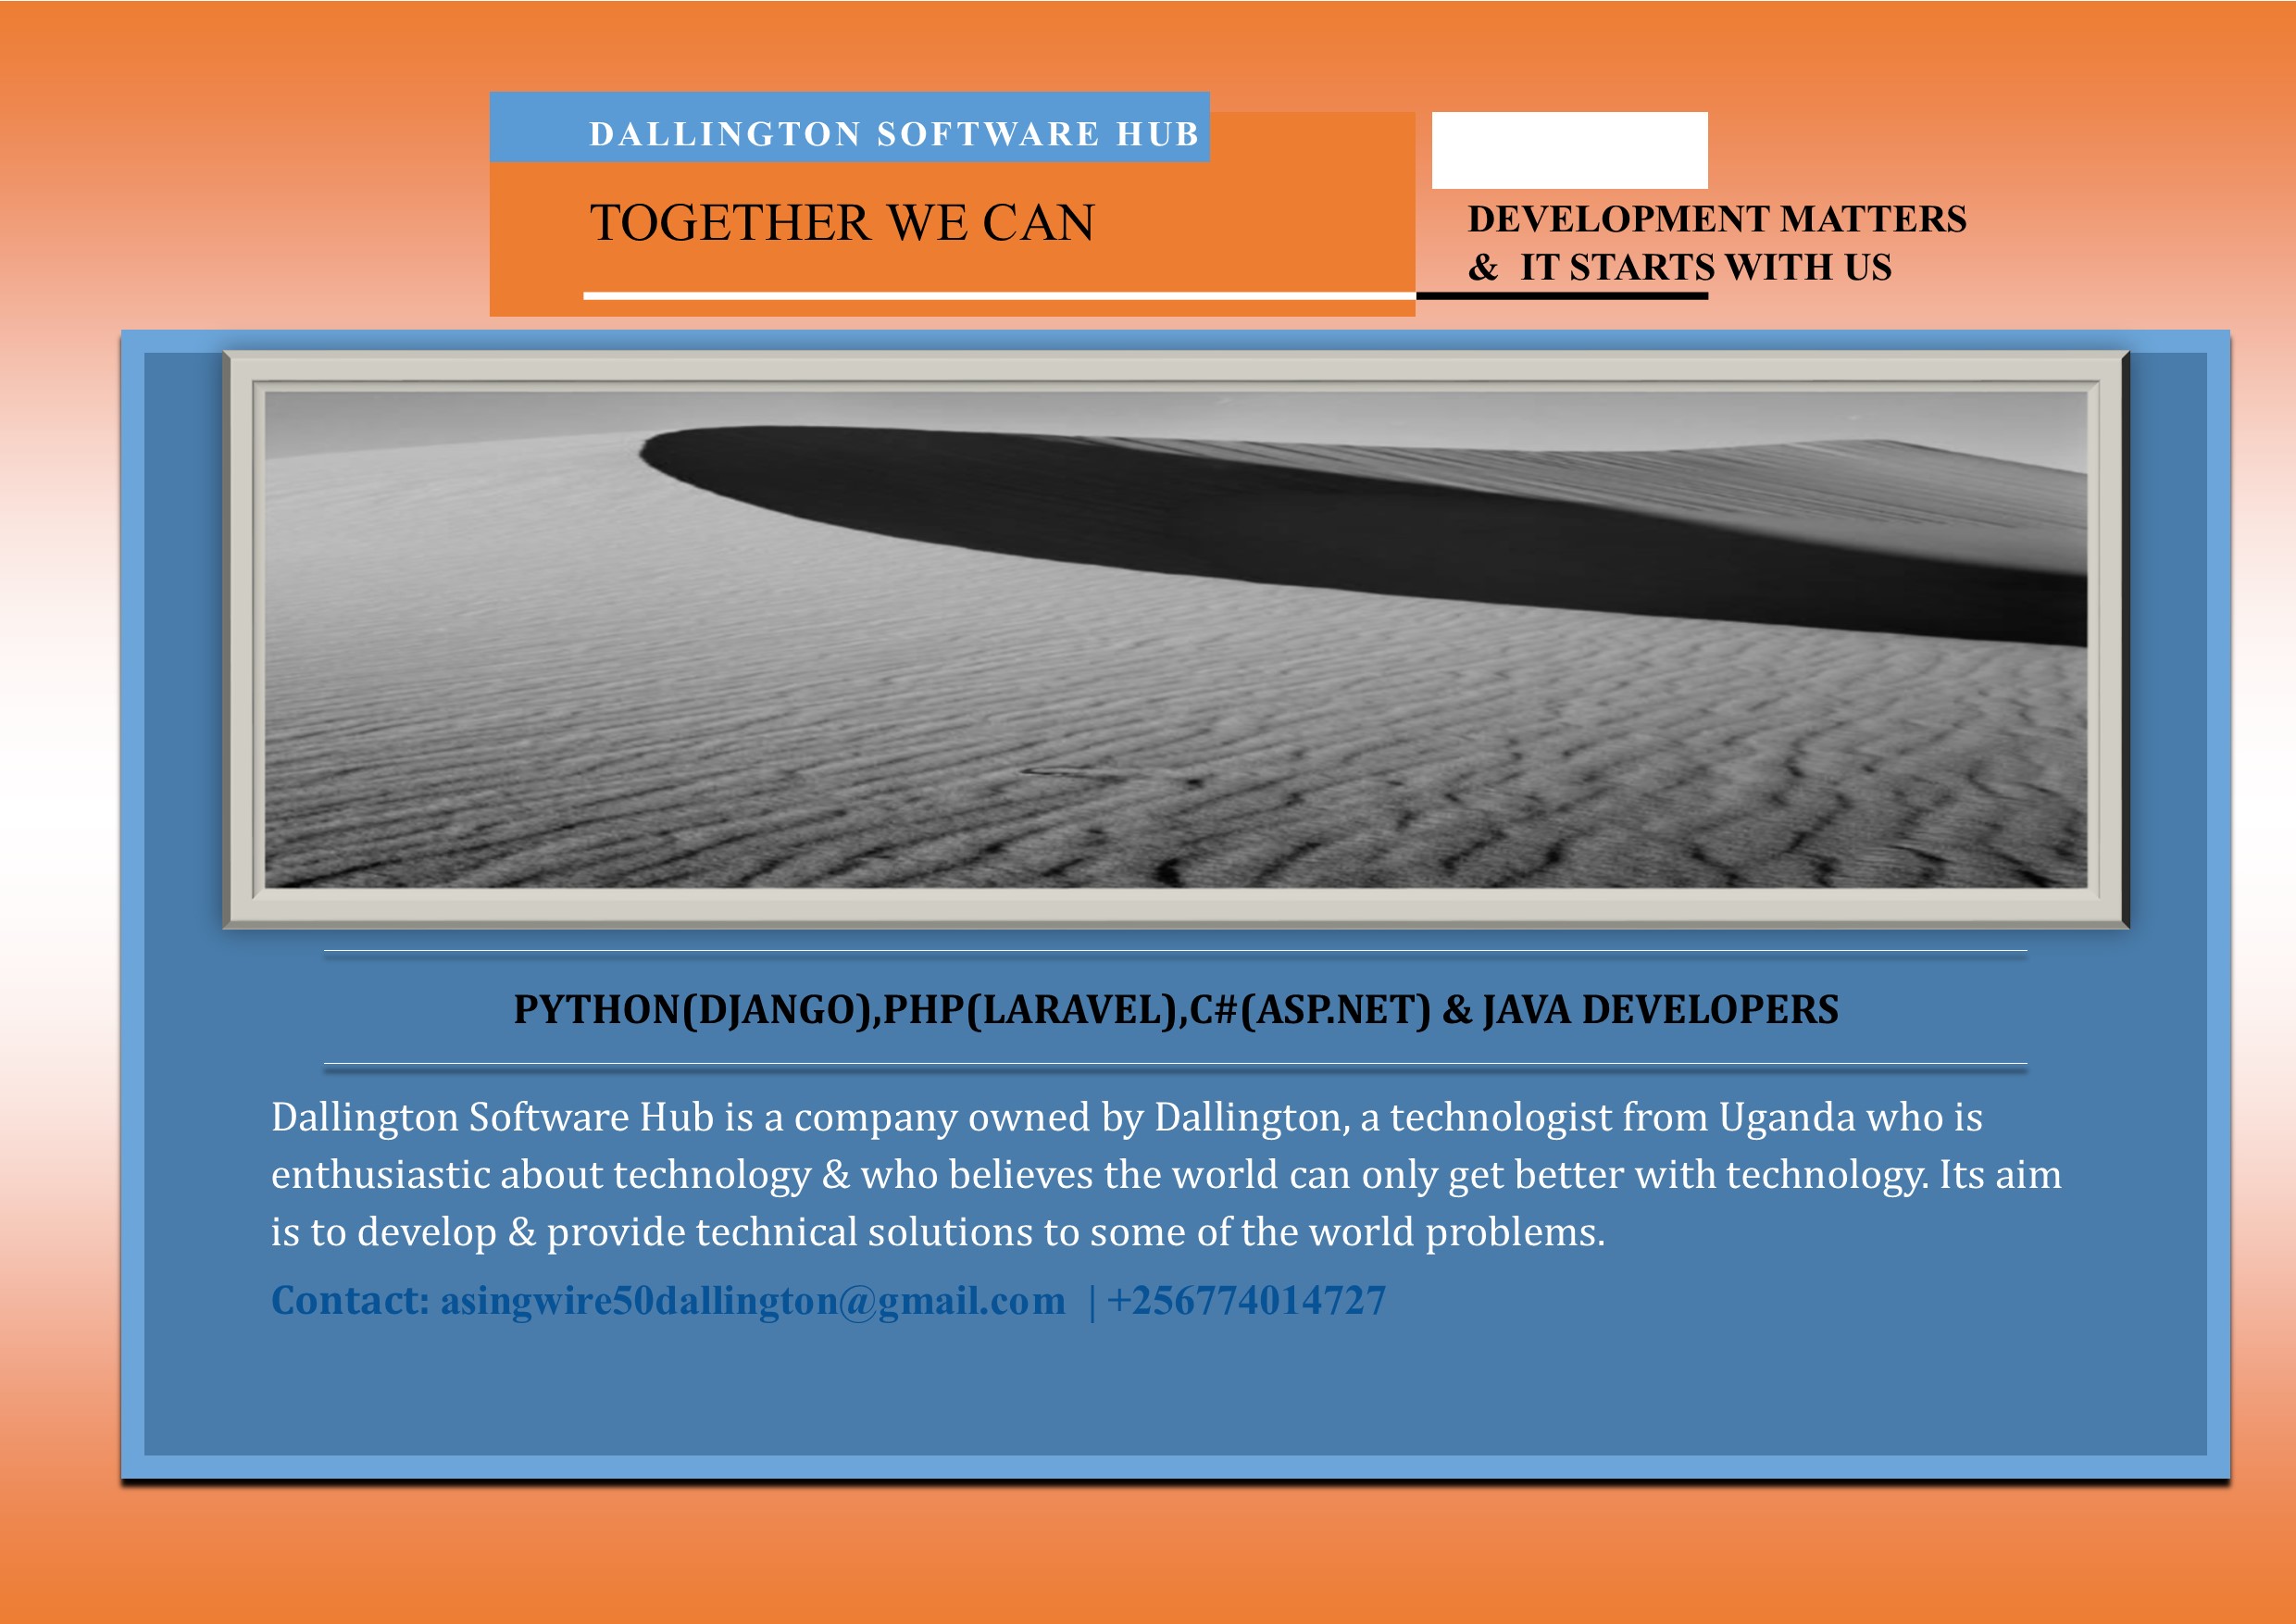 DALLINGTON SOFTWARE HUB
TOGETHER WE CAN
DEVELOPMENT MATTERS
& IT STARTS WITH US
PYTHON(DJANGO),PHP(LARAVEL),C#(ASP.NET) & JAVA DEVELOPERS
Dallington Software Hub is a company owned by Dallington, a technologist from Uganda who is
enthusiastic about technology & who believes the world can only get better with technology. Its aim
is to develop & provide technical solutions to some of the world problems.
Contact: asingwire50dallington@gmail.com | +256774014727